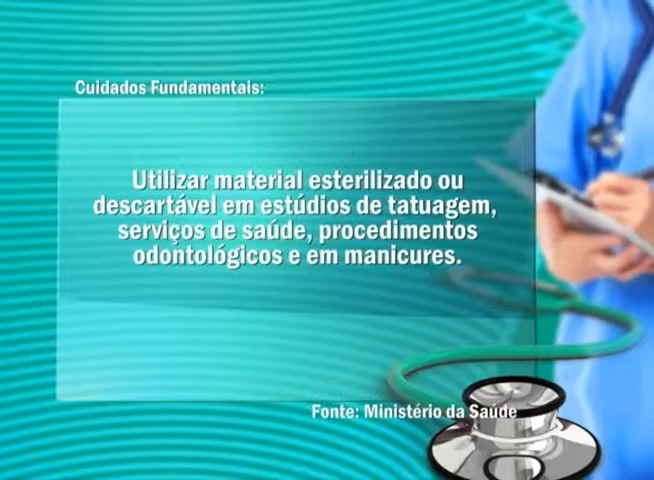 Cuidados Fundamentais:
Utilizar material esterilizado ou
descartável em estúdios de tatuagem,
serviços de saúde, procedimentos
odontológicos e em manicures.
Fonte: Ministério da Saúde